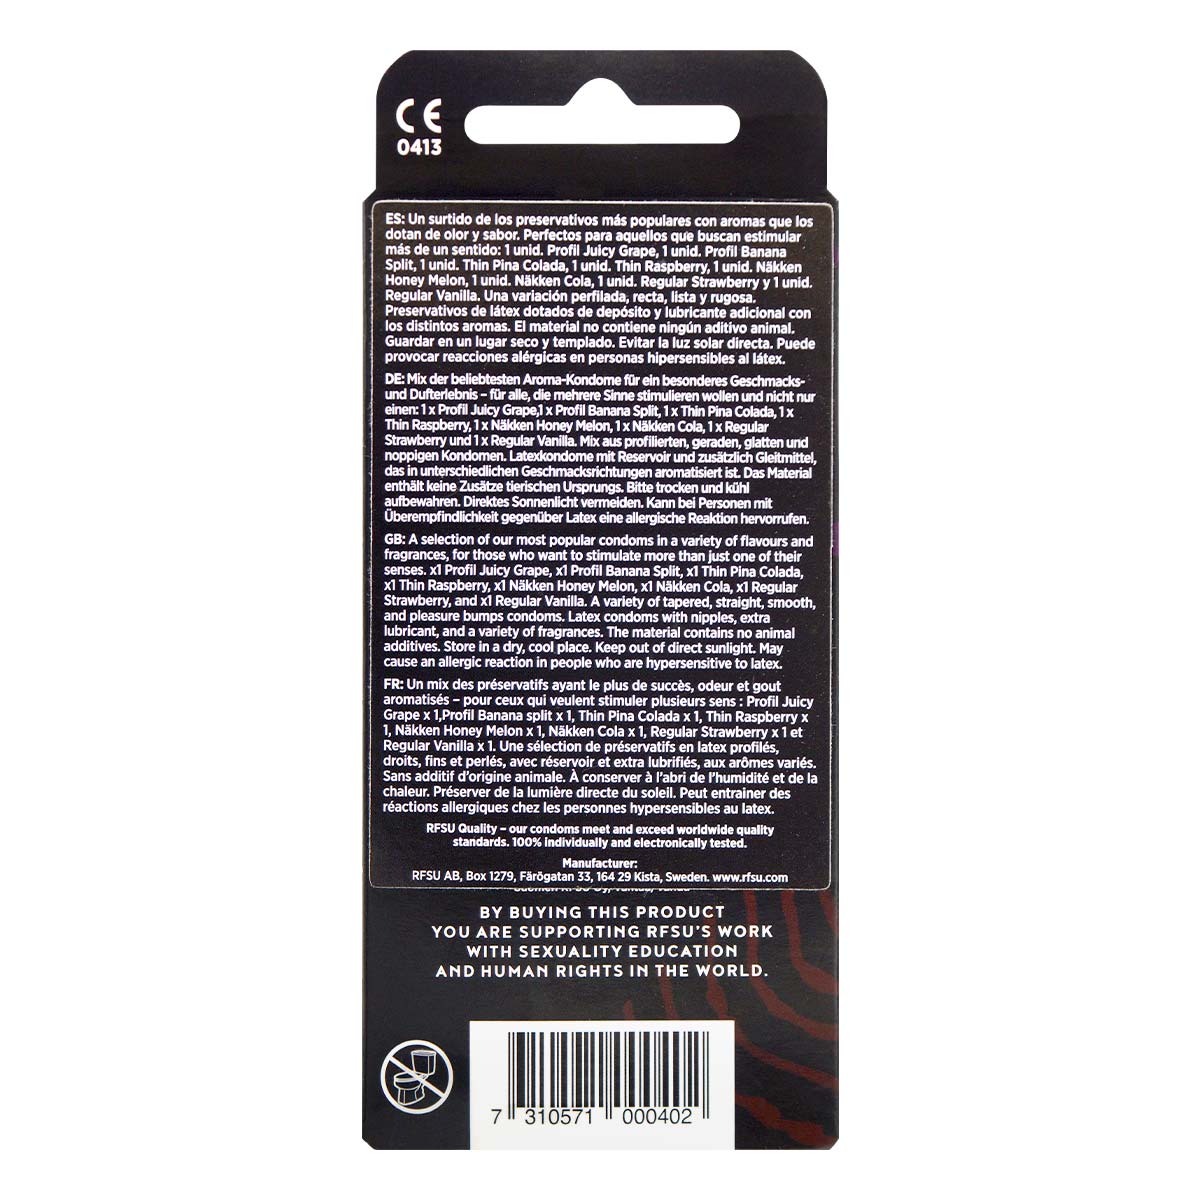 CE
0413
ES: Un surtido de los preservativos más populares con aromas que los
dotan de olor y sabor. Perfectos para aquellos que buscan estimular
más de un sentido: 1 unid. Profil Juicy Grape, 1 unid. Profil Banana
Split, 1 unid. Thin Pina Colada, 1 unid. Thin Raspberry, 1 unid. Näkken
Honey Melon, 1 unid. Näkken Cola, 1 unid. Regular Strawberry y 1 unid.
Regular Vanilla. Una variación perfilada, recta, lista y rugosa.
Preservativos de látex dotados de depósito y lubricante adicional con
los distintos aromas. El material no contiene ningún aditivo animal.
Guardar en un lugar seco y templado. Evitar la luz solar directa. Puede
provocar reacciones alérgicas en personas hipersensibles al látex.
DE: Mix der beliebtesten Aroma-Kondome für ein besonderes Geschmacks-
und Dufterlebnis – für alle, die mehrere Sinne stimulieren wollen und nicht nur
einen: 1 x Profil Juicy Grape,1 x Profil Banana Split, 1 x Thin Pina Colada, 1 x
Thin Raspberry, 1 x Näkken Honey Melon, 1 x Näkken Cola, 1 x Regular
Strawberry und 1 x Regular Vanilla. Mix aus profilierten, geraden, glatten und
noppigen Kondomen. Latexkondome mit Reservoir und zusätzlich Gleitmittel,
das in unterschiedlichen Geschmacksrichtungen aromatisiert ist. Das Material
enthält keine Zusätze tierischen Ursprungs. Bitte trocken und kühl
aufbewahren. Direktes Sonnenlicht vermeiden. Kann bei Personen mit
Überempfindlichkeit gegenüber Latex eine allergische Reaktion hervorrufen.
GB: A selection of our most popular condoms in a variety of flavours and
fragrances, for those who want to stimulate more than just one of their
senses. x1 Profil Juicy Grape, x1 Profil Banana Split, x1 Thin Pina Colada,
x1 Thin Raspberry, x1 Näkken Honey Melon, x1 Näkken Cola, x1 Regular
Strawberry, and x1 Regular Vanilla. A variety of tapered, straight, smooth,
and pleasure bumps condoms. Latex condoms with nipples, extra
lubricant, and a variety of fragrances. The material contains no animal
additives. Store in a dry, cool place. Keep out of direct sunlight. May
cause an allergic reaction in people who are hypersensitive to latex.
FR: Un mix des préservatifs ayant le plus de succès, odeur et gout
aromatisés – pour ceux qui veulent stimuler plusieurs sens : Profil Juicy
Grape x 1,Profil Banana split x 1, Thin Pina Colada x 1, Thin Raspberry x
1, Näkken Honey Melon x 1, Näkken Cola x 1, Regular Strawberry x 1 et
Regular Vanilla x 1. Une sélection de préservatifs en latex profilés,
droits, fins et perlés, avec réservoir et extra lubrifiés, aux arômes variés.
Sans additif d'origine animale. À conserver à l'abri de l'humidité et de la
chaleur. Préserver de la lumière directe du soleil. Peut entrainer des
réactions allergiques chez les personnes hypersensibles au latex.
RFSU Quality – our condoms meet and exceed worldwide quality
standards. 100% individually and electronically tested.
Manufacturer:
RFSU AB, Box 1279, Färögatan 33, 164 29 Kista, Sweden. www.rfsu.com
BY BUYING THIS PRODUCT
YOU ARE SUPPORTING RFSU'S WORK
WITH SEXUALITY EDUCATION
AND HUMAN RIGHTS IN THE WORLD.
7 310571 000402